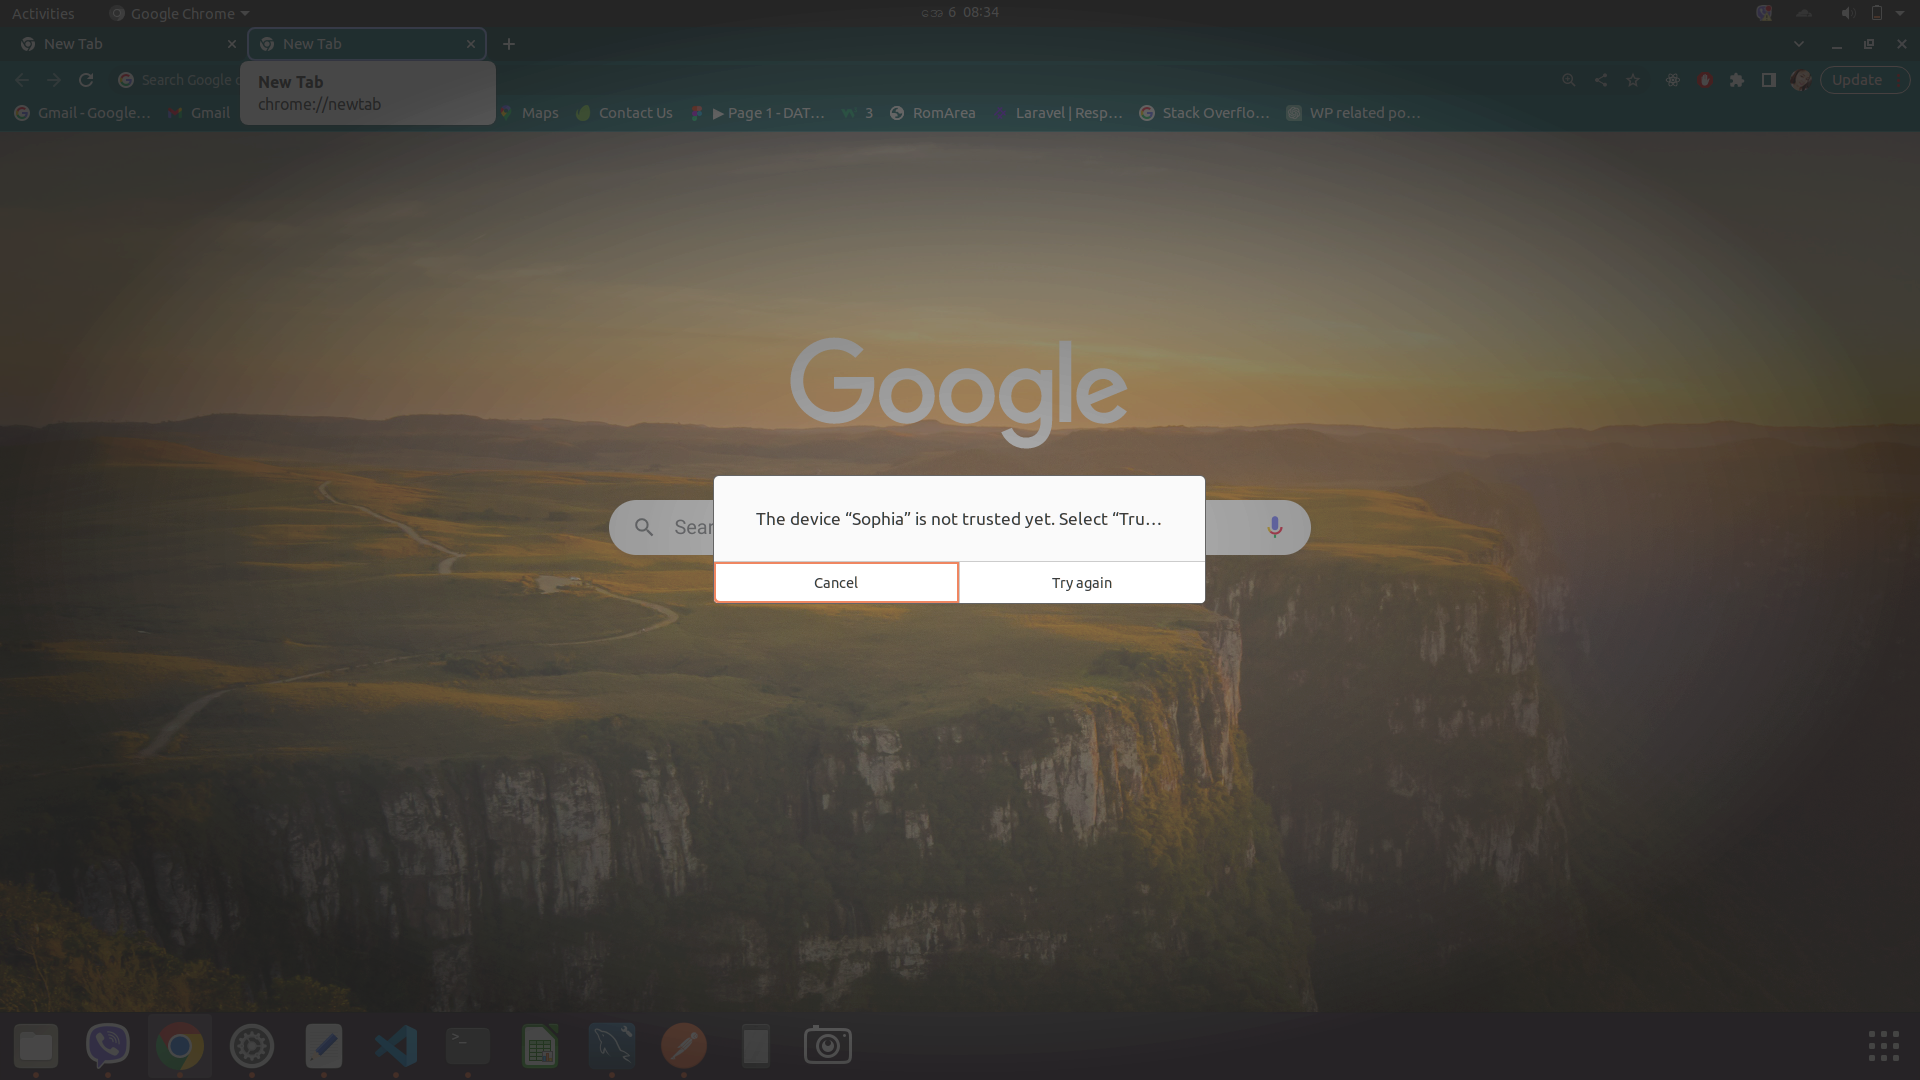 Activities
Google Chrome
အေ 6 08:34
New Tab
New Tab
Search Google
Update
New Tab
chrome://newtab
Gmail - Google...
Gmail
Maps
Contact Us
▶ Page 1 - DAT...
3
RomArea
Laravel | Resp...
Stack Overflo...
WP related po...
Google
Sear
The device “Sophia” is not trusted yet. Select “Tru...
Cancel
Try again